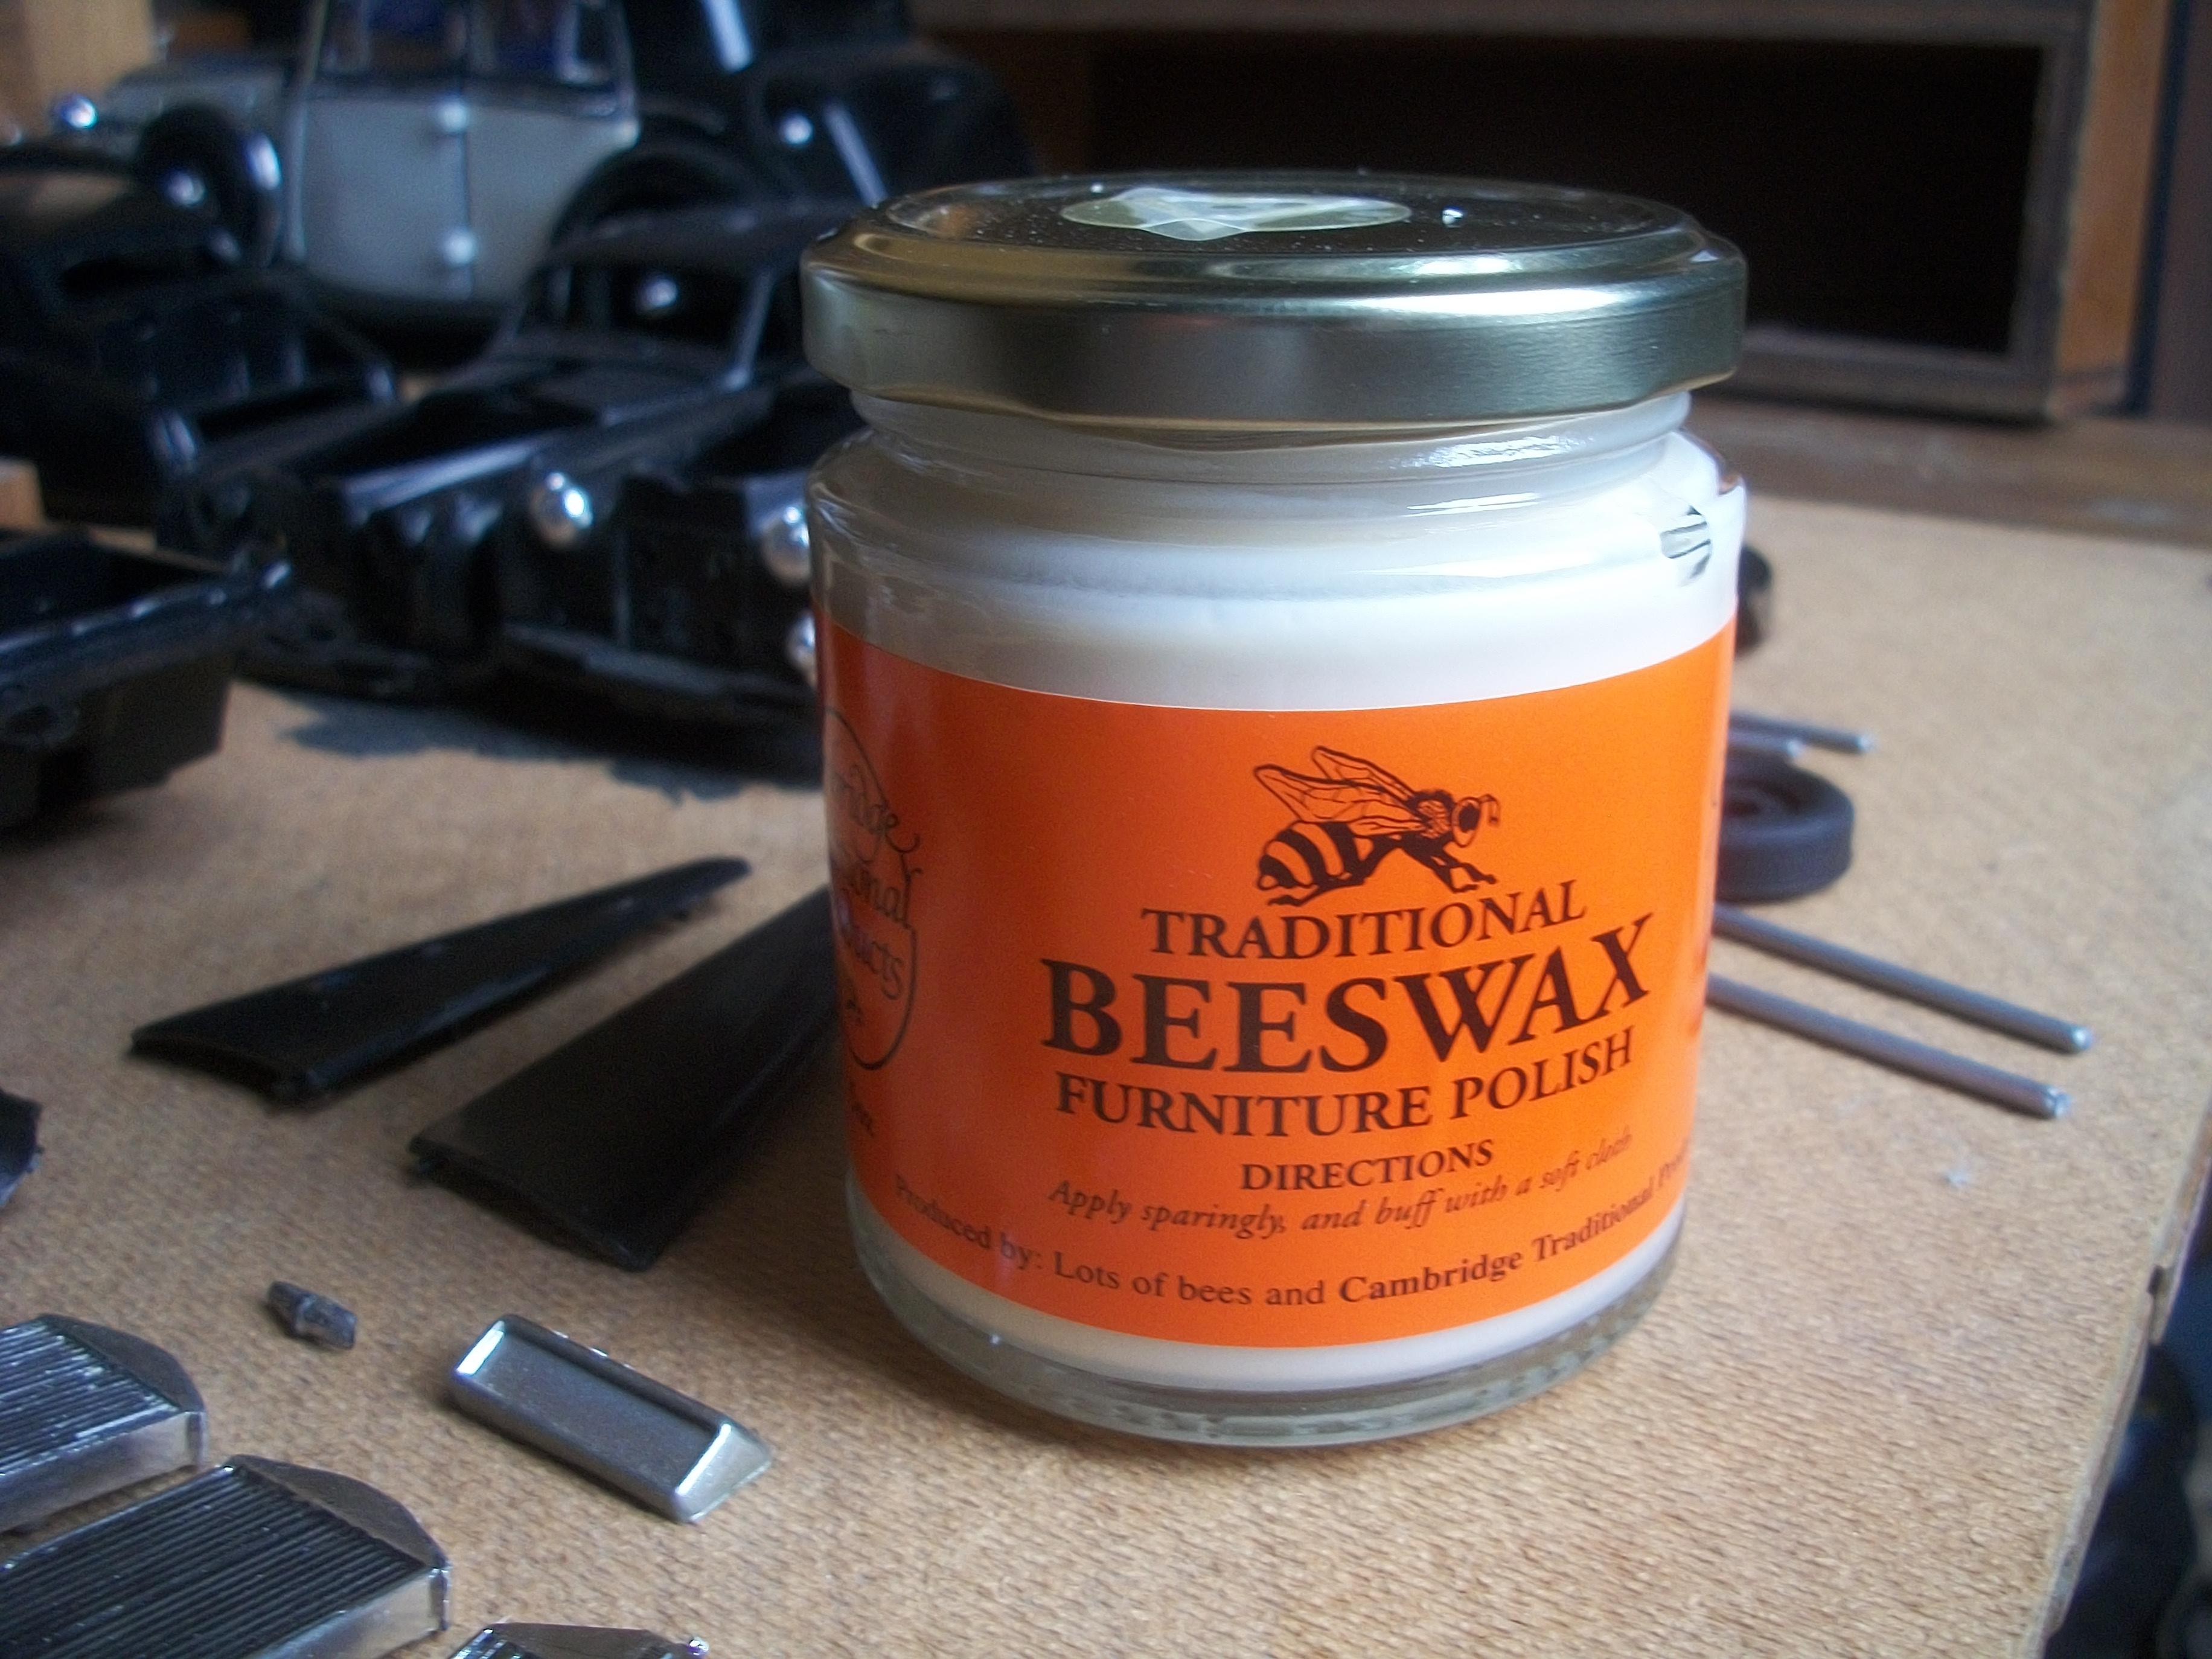 TRADITIONAL
BEESWAX
FURNITURE POLISH
DIRECTIONS
Apply sparingly, and buff with a soft cloth
Produced by: Lots of bees and Cambridge Traditional